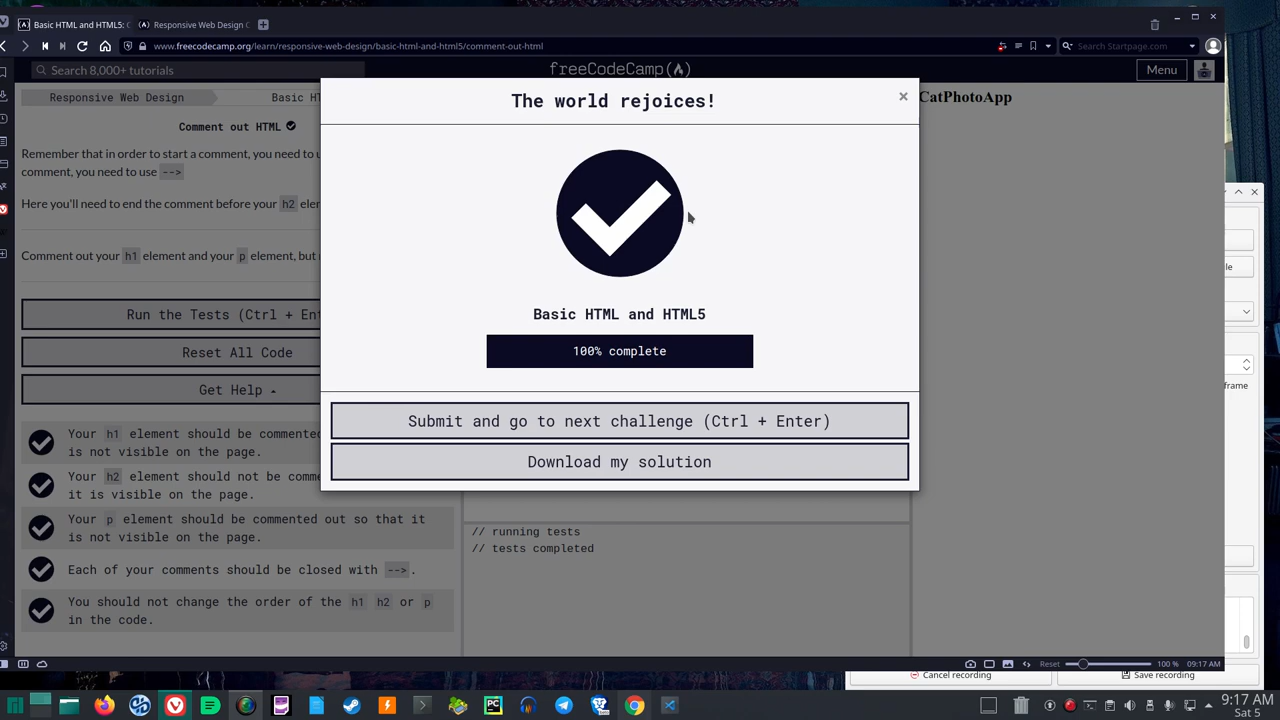 Basic HTML and HTML5:
Responsive Web Design C
www.freecodecamp.org/learn/responsive-web-design/basic-html-and-html5/comment-out-html
Search Startpage.com
Search 8,000+ tutorials
freeCodeCamp(🔥)
Menu
Responsive Web Design
Basic HT
The world rejoices!
×
CatPhotoApp
Comment out HTML
Remember that in order to start a comment, you need to u
comment, you need to use -->
Here you'll need to end the comment before your h2 elem
Comment out your h1 element and your p element, but
Run the Tests (Ctrl + Ent
Reset All Code
Get Help
Basic HTML and HTML5
100% complete
Submit and go to next challenge (Ctrl + Enter)
Download my solution
Your h1 element should be commented
is not visible on the page.
Your h2 element should not be comme
it is visible on the page.
Your p element should be commented out so that it
is not visible on the page.
Each of your comments should be closed with -->.
You should not change the order of the h1 h2 or p
in the code.
// running tests
// tests completed
le
frame
Reset
100 %
09:17 AM
Cancel recording
Save recording
9:17 AM
Sat 5